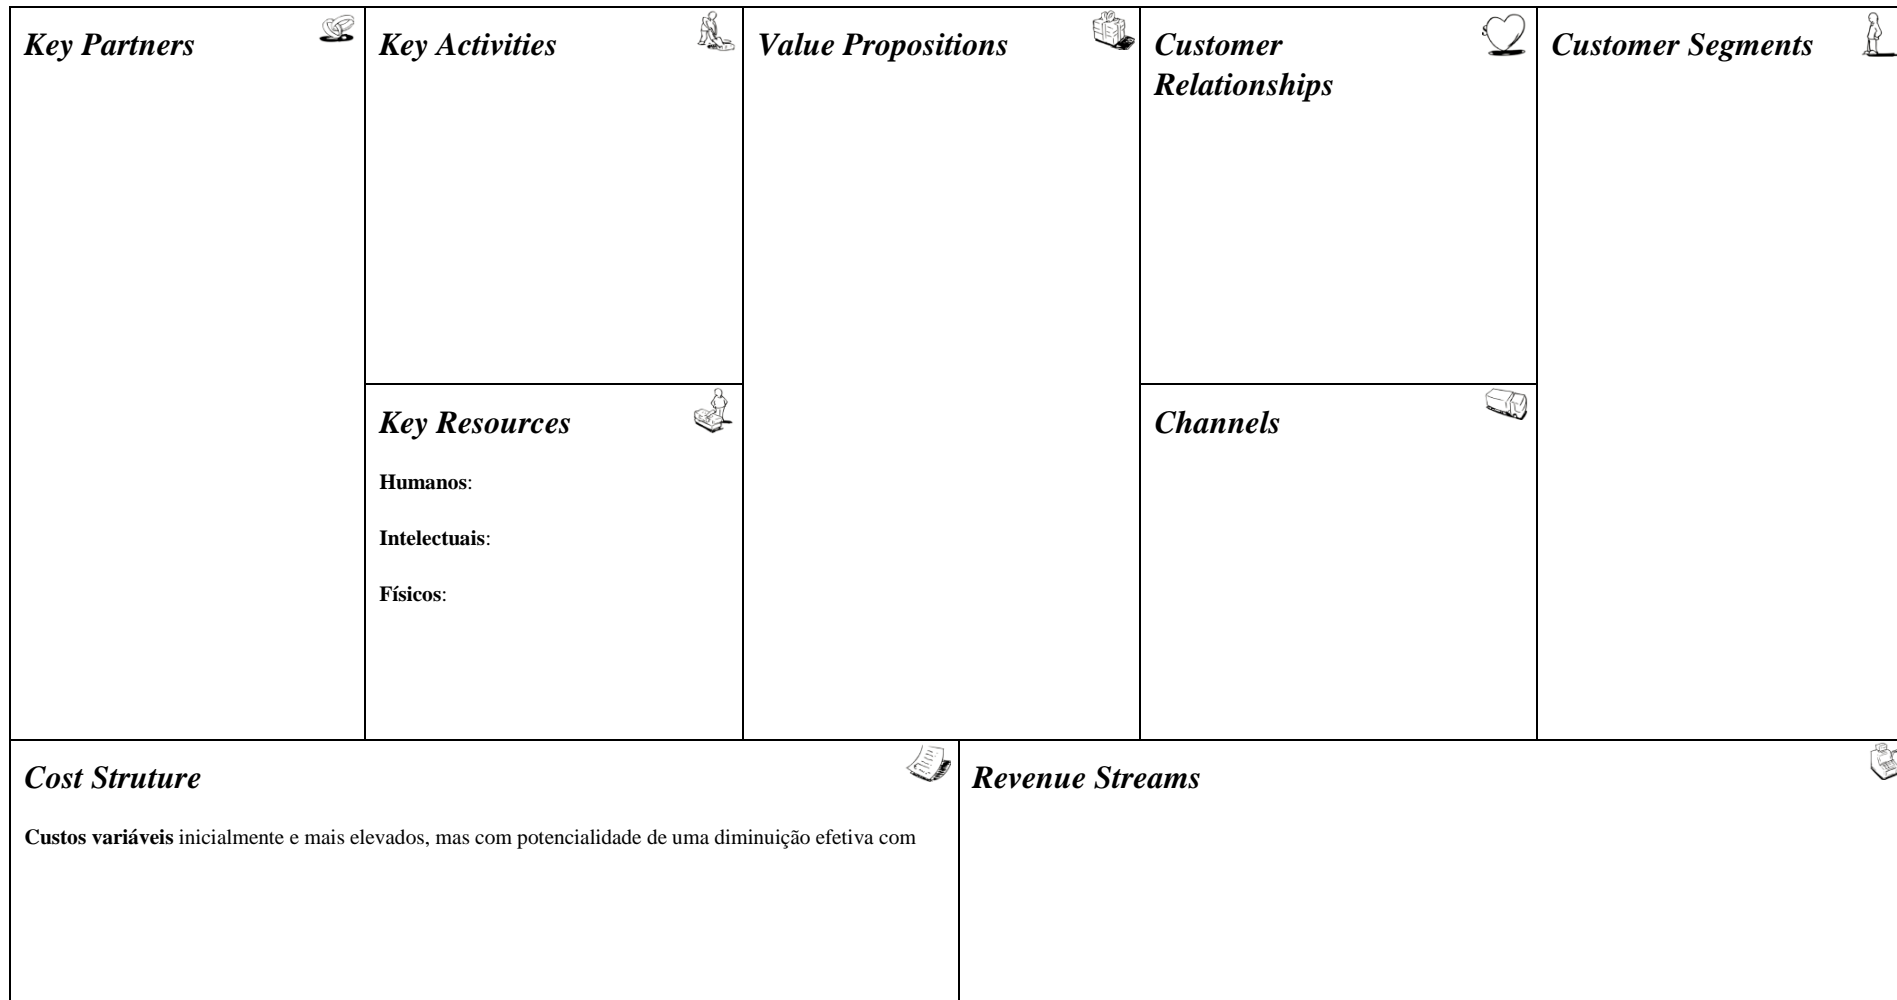 Key Partners
Key Activities
Value Propositions
Customer
Relationships
Customer Segments
Key Resources
Humanos:
Intelectuais:
Físicos:
Channels
Cost Struture
Custos variáveis inicialmente e mais elevados, mas com potencialidade de uma diminuição efetiva com
Revenue Streams